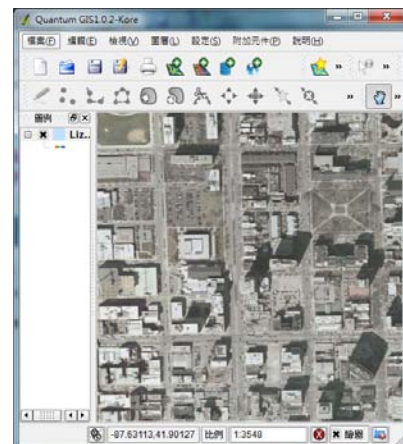 Quantum GIS1.0.2-Kore
檔案(F) 編輯(E) 檢視(V) 圖層(L) 設定(S) 附加元件(P) 說明(H)
圖例
Liz..
-87.63113,41.90127 比例 1:3548 繪圖